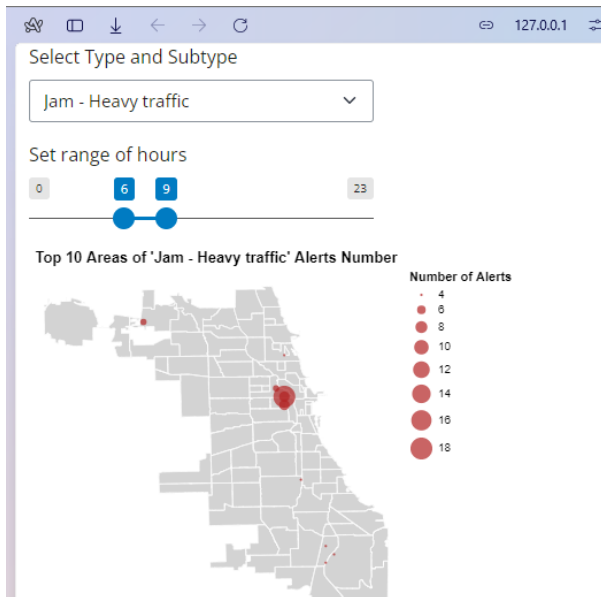 127.0.0.1
Select Type and Subtype
Jam - Heavy traffic
Set range of hours
0 6 9 23
Top 10 Areas of 'Jam - Heavy traffic' Alerts Number
Number of Alerts
4
6
8
10
12
14
16
18